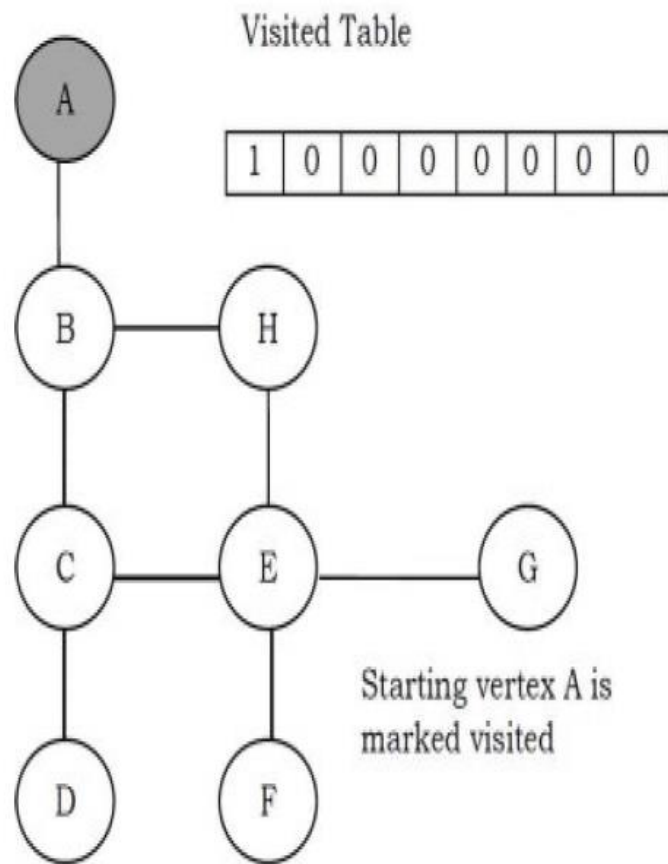 Visited Table
A
1 0 0 0 0 0 0 0
B H
C E G
Starting vertex A is
marked visited
D F